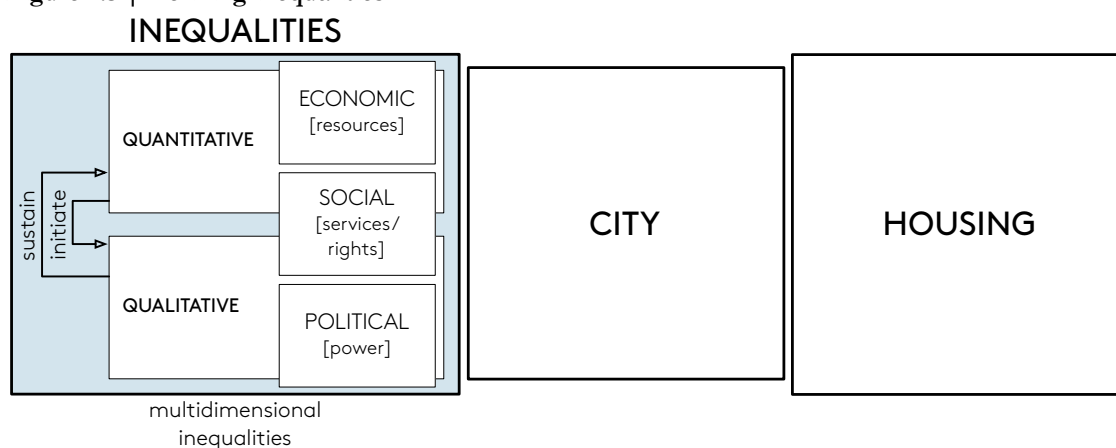 INEQUALITIES
ECONOMIC
[resources]
QUANTITATIVE
SOCIAL
[services/
rights]
sustain
initiate
QUALITATIVE
POLITICAL
[power]
multidimensional
inequalities
CITY
HOUSING